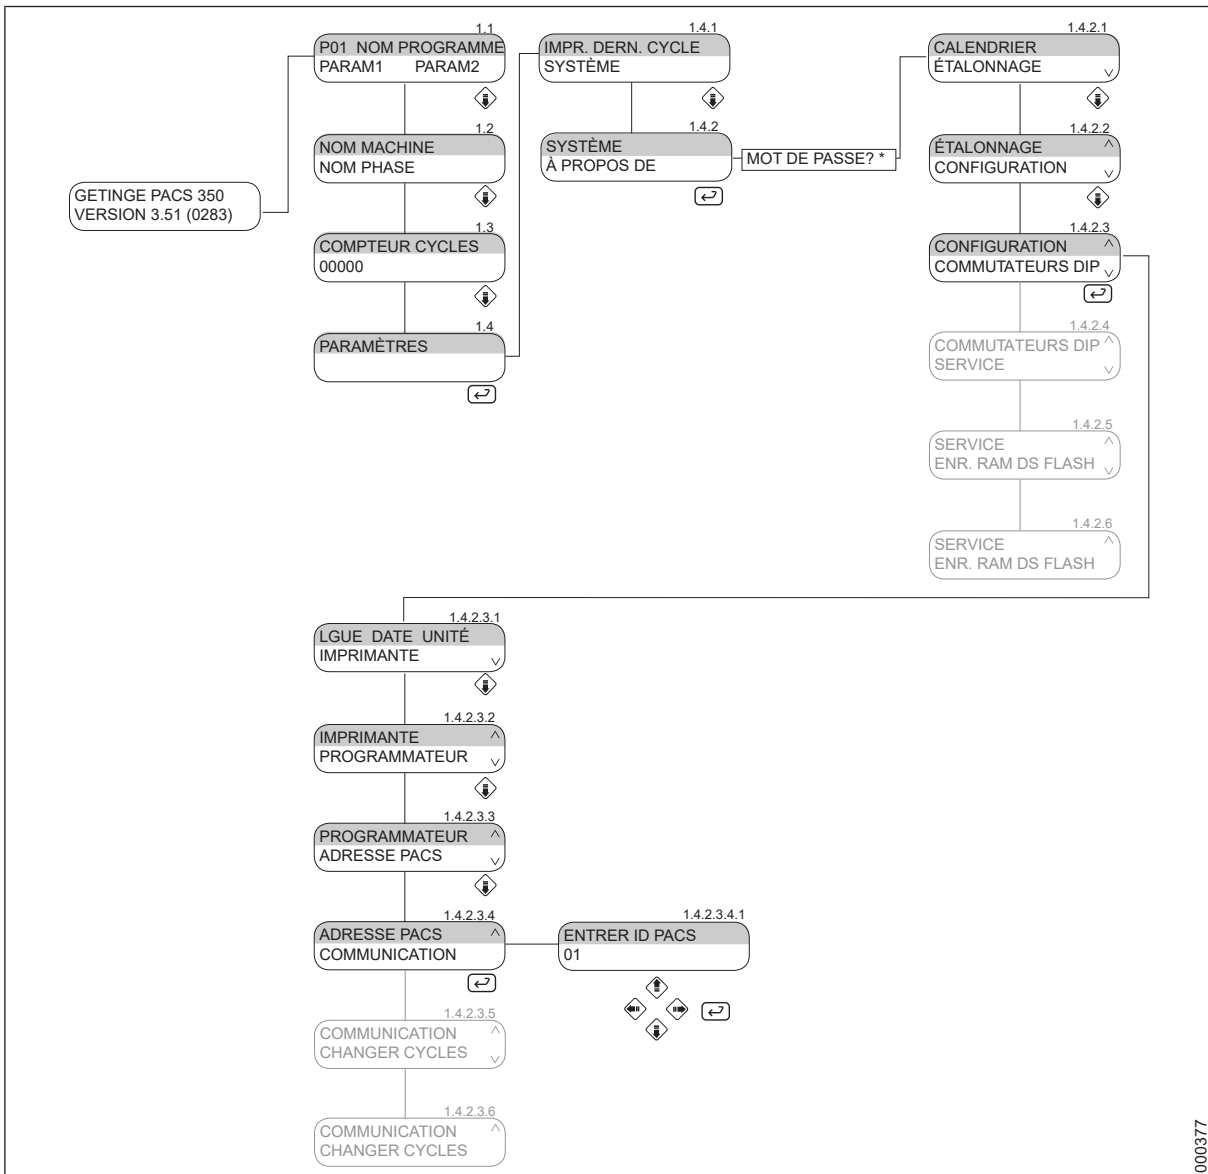 GETINGE PACS 350
VERSION 3.51 (0283)
1.1
P01 NOM PROGRAMME
PARAM1 PARAM2
1.2
NOM MACHINE
NOM PHASE
1.3
COMPTEUR CYCLES
00000
1.4
PARAMÈTRES
1.4.1
IMPR. DERN. CYCLE
SYSTÈME
1.4.2
SYSTÈME
À PROPOS DE
MOT DE PASSE? *
1.4.2.1
CALENDRIER
ÉTALONNAGE
1.4.2.2
ÉTALONNAGE
CONFIGURATION
1.4.2.3
CONFIGURATION
COMMUTATEURS DIP
1.4.2.4
COMMUTATEURS DIP
SERVICE
1.4.2.5
SERVICE
ENR. RAM DS FLASH
1.4.2.6
SERVICE
ENR. RAM DS FLASH
1.4.2.3.1
LGUE DATE UNITÉ
IMPRIMANTE
1.4.2.3.2
IMPRIMANTE
PROGRAMMATEUR
1.4.2.3.3
PROGRAMMATEUR
ADRESSE PACS
1.4.2.3.4
ADRESSE PACS
COMMUNICATION
1.4.2.3.4.1
ENTRER ID PACS
01
1.4.2.3.5
COMMUNICATION
CHANGER CYCLES
1.4.2.3.6
COMMUNICATION
CHANGER CYCLES
000377